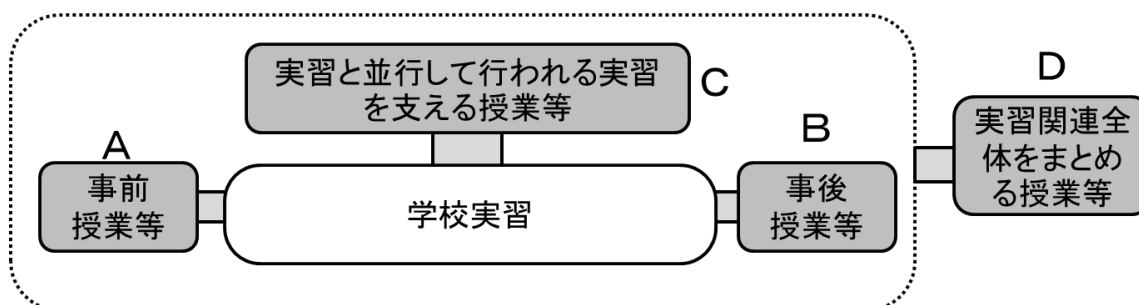 実習と並行して行われる実習
を支える授業等
C
D
実習関連全
体をまとめ
る授業等
A
事前
授業等
学校実習
B
事後
授業等